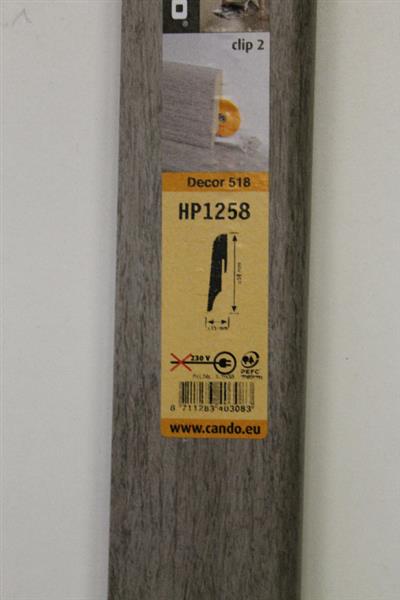 clip 2
Decor 518
HP1258
230 V
PEFC
8 711283 403083
www.cando.eu